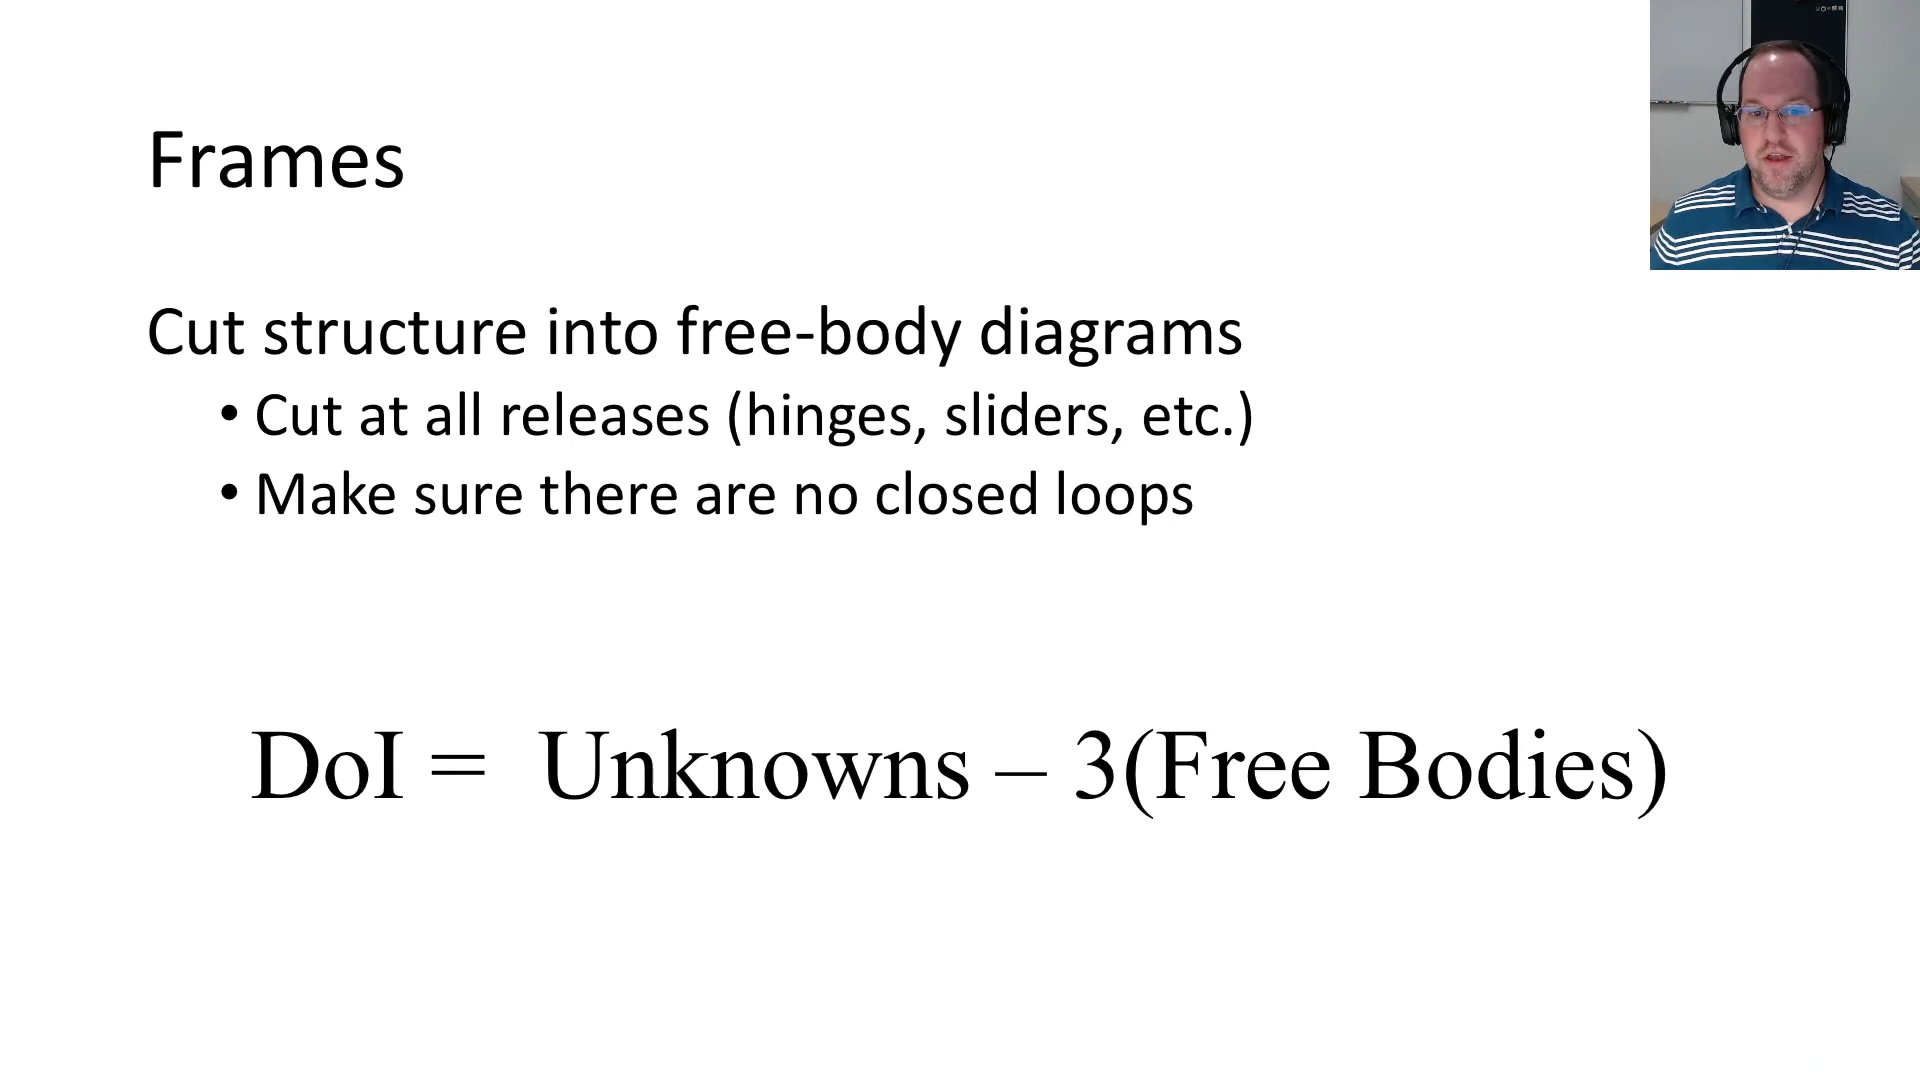 Frames
Cut structure into free-body diagrams
• Cut at all releases (hinges, sliders, etc.)
• Make sure there are no closed loops
DoI = Unknowns – 3(Free Bodies)